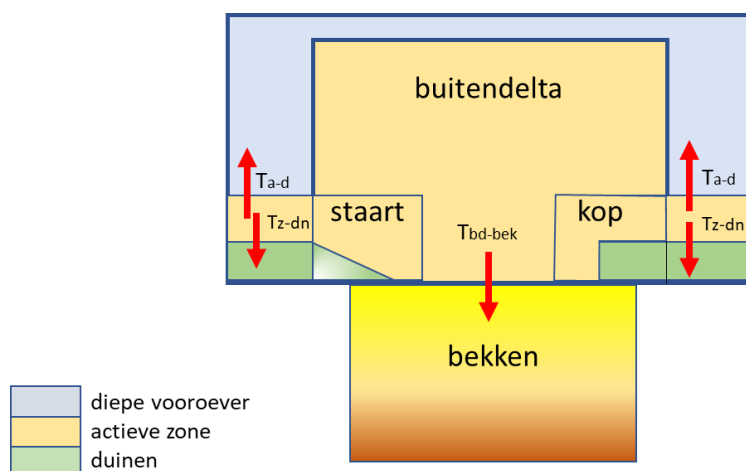 buitendelta
Ta-d
Ta-d
staart
kop
Tz-dn
Tbd-bek
Tz-dn
bekken
diepe vooroever
actieve zone
duinen